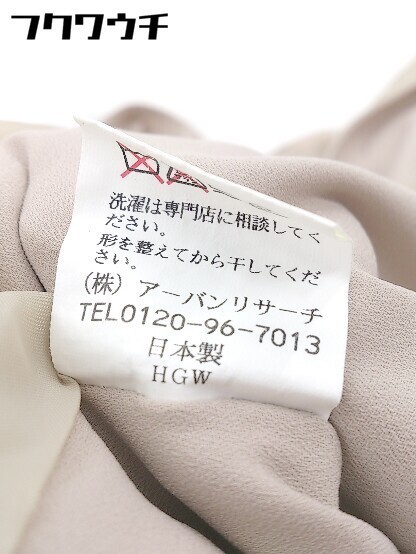 フクワウチ
洗濯は専門店に相談してく
ださい。
形を整えてから干してくだ
さい。
(株) アーバンリサーチ
TEL0120-96-7013
日本製
HGW